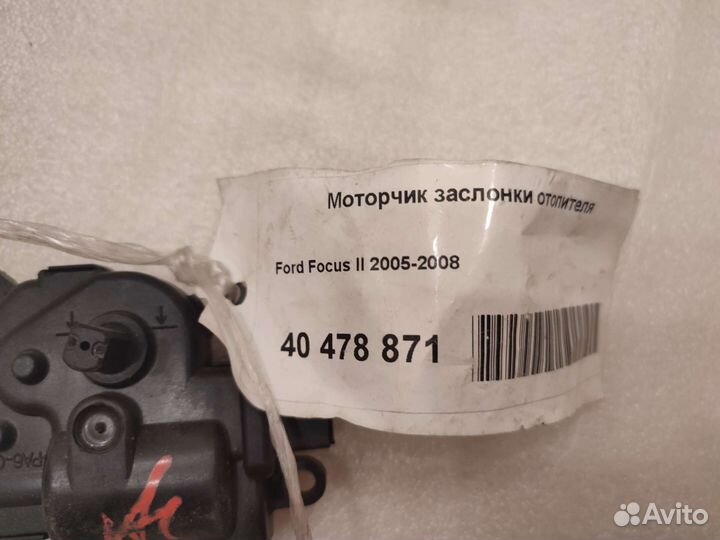 Моторчик заслонки отопителя
Ford Focus II 2005-2008
40 478 871
Avito